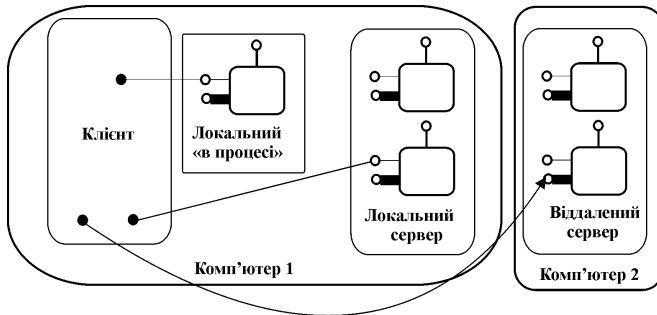 Клієнт
Локальний
«в процесі»
Локальний
сервер
Віддалений
сервер
Комп’ютер 1
Комп’ютер 2